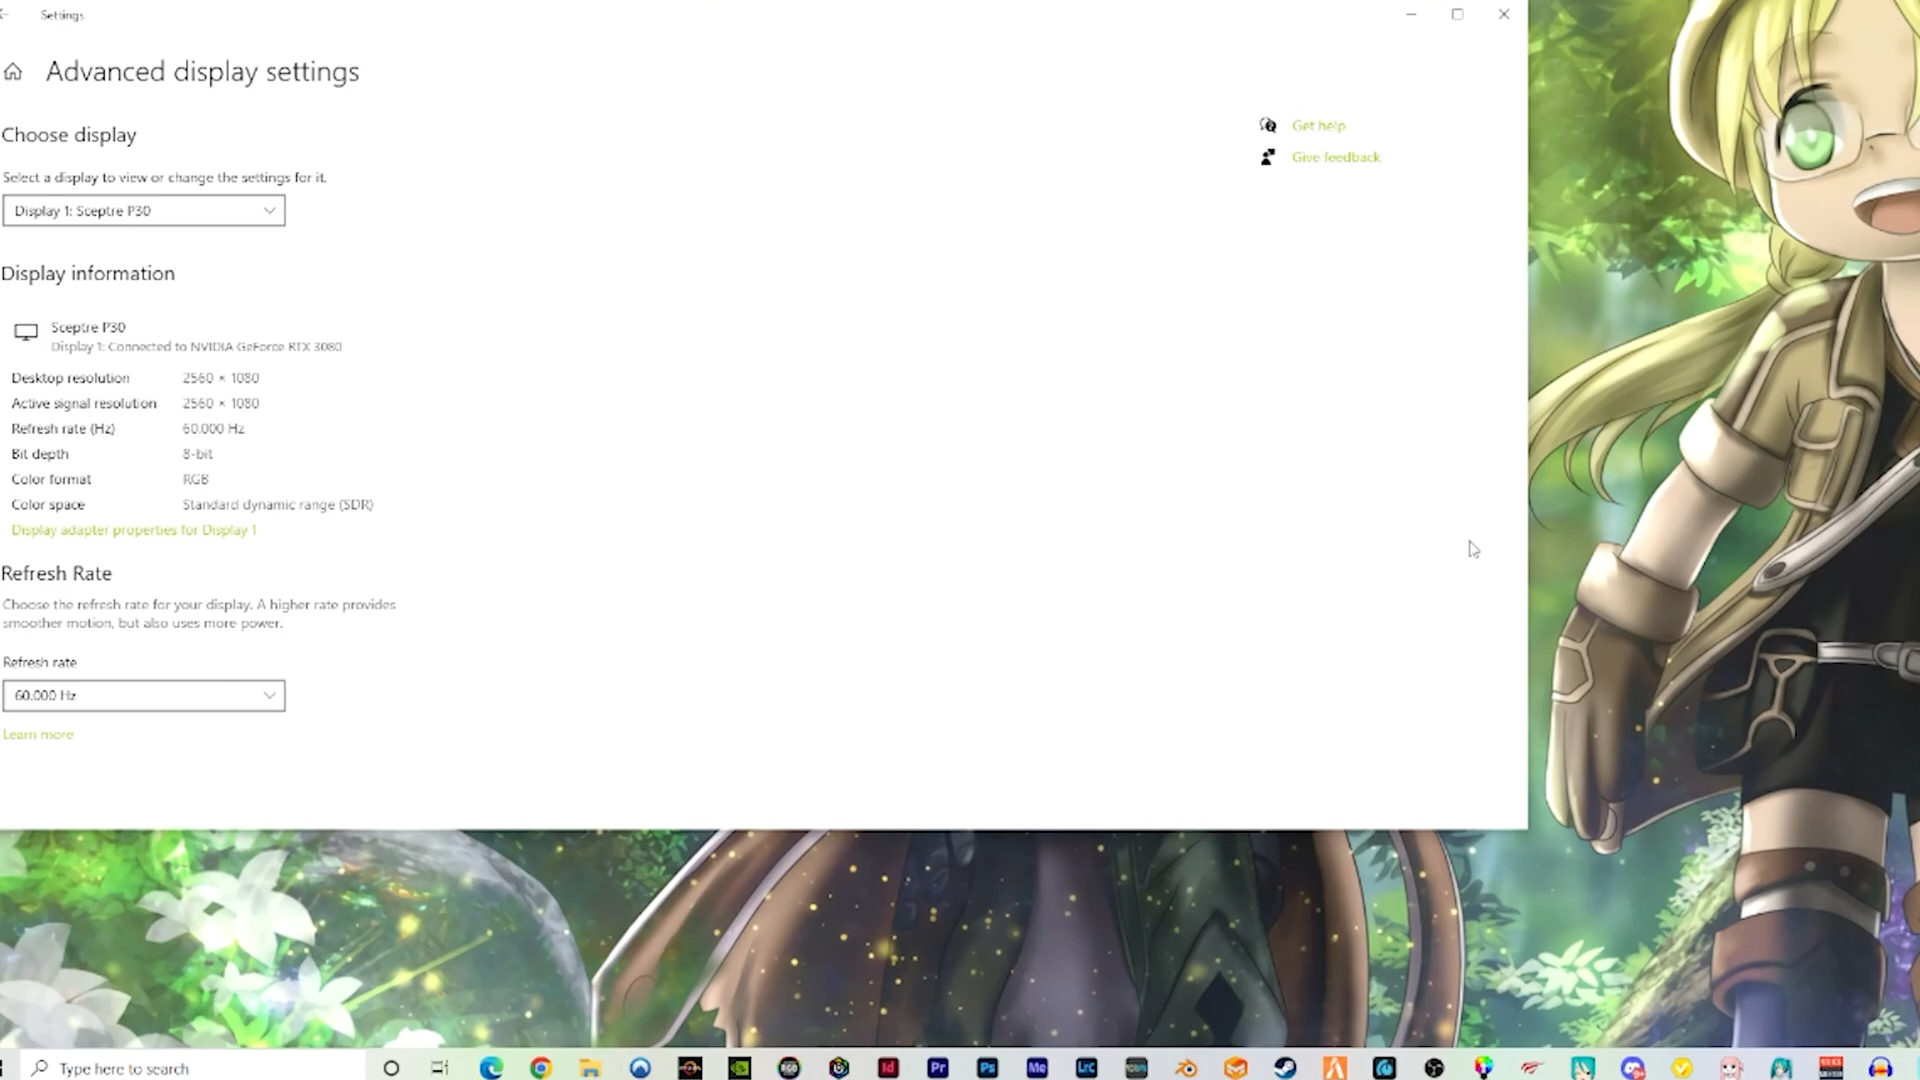 Settings
Advanced display settings
Choose display
Select a display to view or change the settings for it.
Display 1: Sceptre P30
Display information
Sceptre P30
Display 1: Connected to NVIDIA GeForce RTX 3080
Desktop resolution 2560 × 1080
Active signal resolution 2560 × 1080
Refresh rate (Hz) 60.000 Hz
Bit depth 8-bit
Color format RGB
Color space Standard dynamic range (SDR)
Display adapter properties for Display 1
Refresh Rate
Choose the refresh rate for your display. A higher rate provides
smoother motion, but also uses more power.
Refresh rate
60.000 Hz
Learn more
Get help
Give feedback
Type here to search
Id
Pr
Ps
Me
LrC